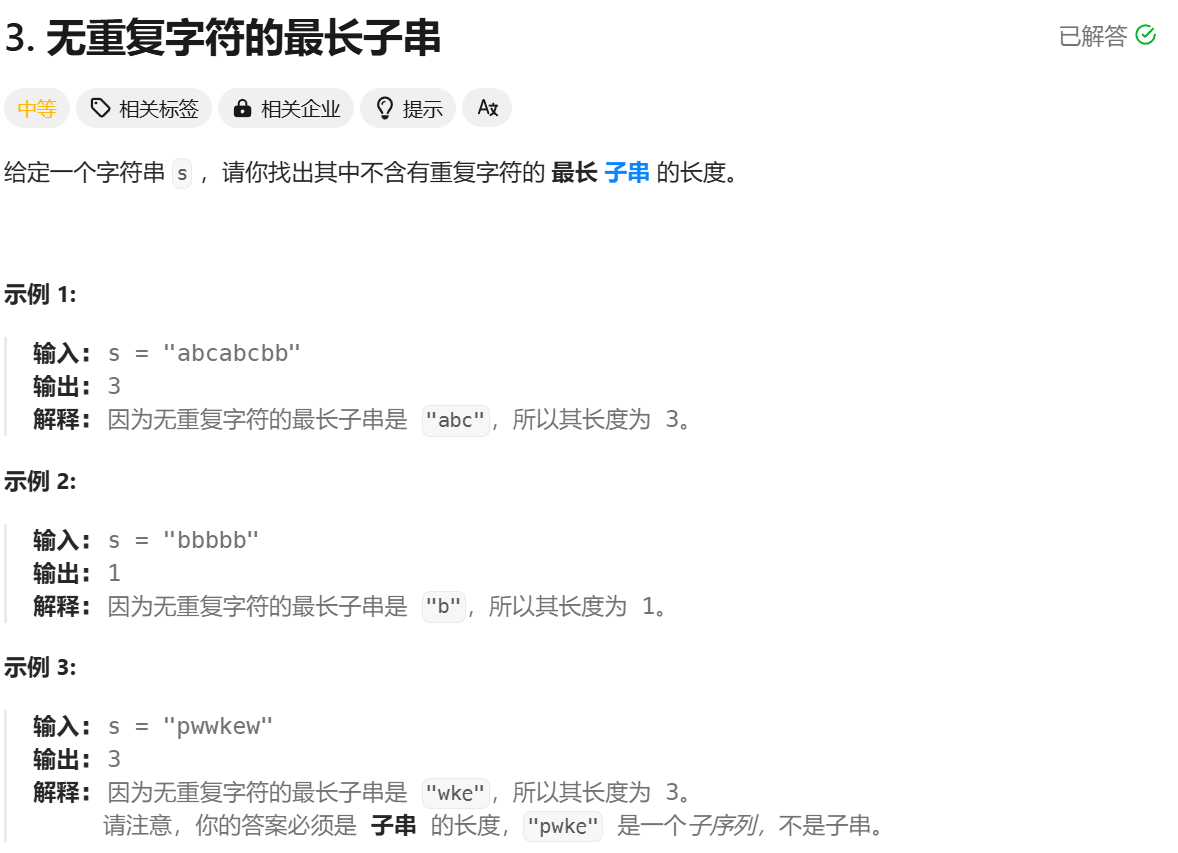 3. 无重复字符的最长子串
已解答
中等 相关标签 相关企业 提示
给定一个字符串 s ，请你找出其中不含有重复字符的 最长 子串 的长度。
示例 1:
输入: s = "abcabcbb"
输出: 3
解释: 因为无重复字符的最长子串是 "abc"，所以其长度为 3。
示例 2:
输入: s = "bbbbb"
输出: 1
解释: 因为无重复字符的最长子串是 "b"，所以其长度为 1。
示例 3:
输入: s = "pwwkew"
输出: 3
解释: 因为无重复字符的最长子串是 "wke"，所以其长度为 3。
请注意，你的答案必须是 子串 的长度，"pwke" 是一个子序列，不是子串。